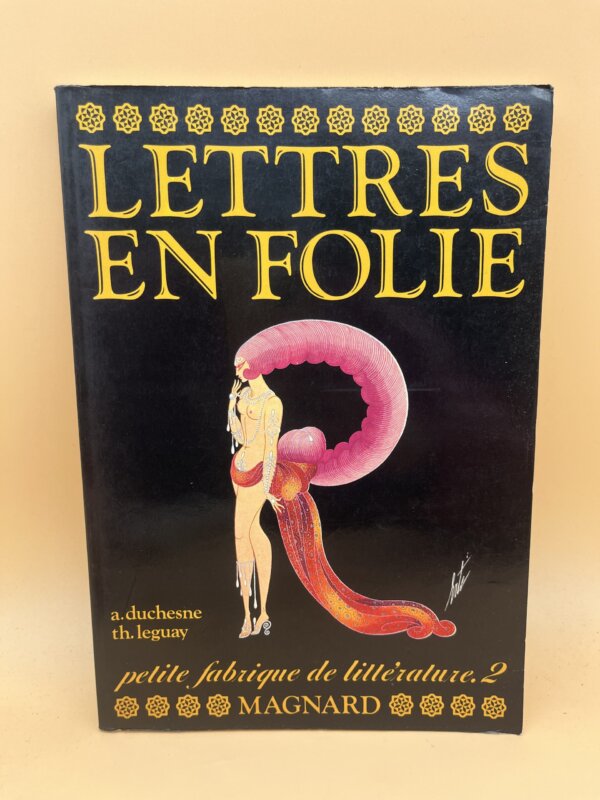 LETTRES
EN FOLIE
a.duchesne
th.leguay
petite fabrique de littérature.2
MAGNARD